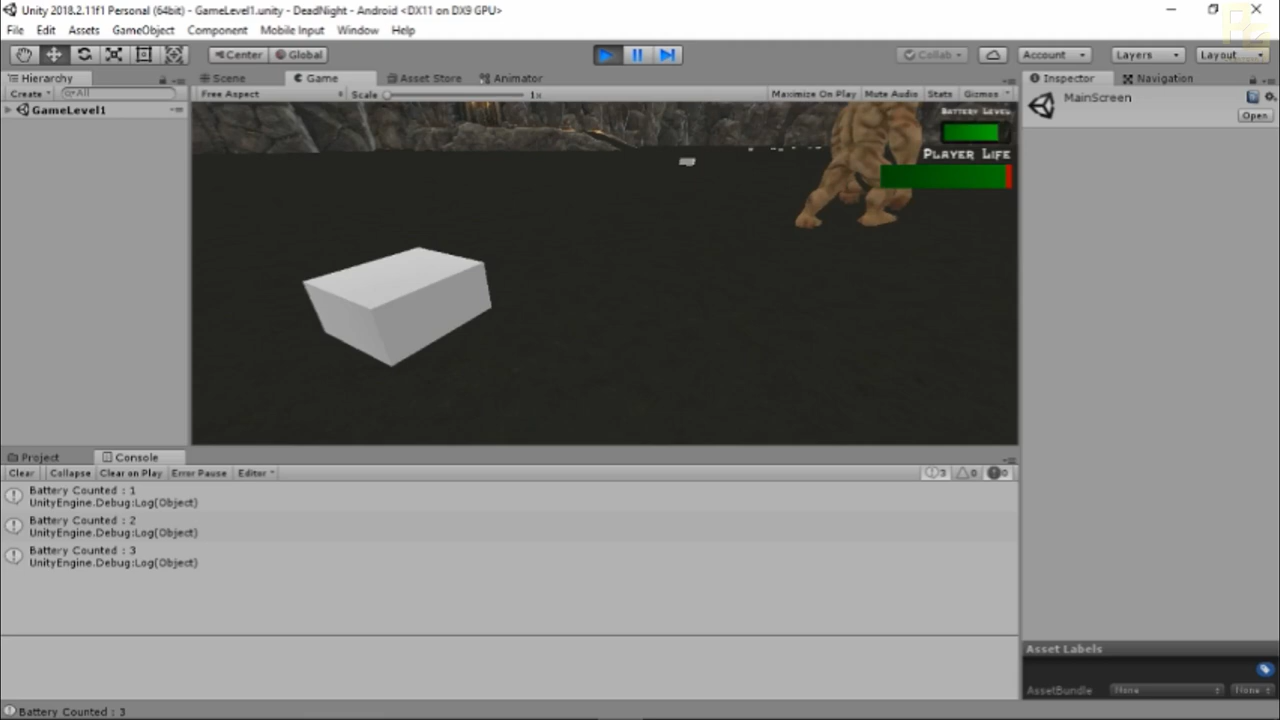 Unity 2018.2.11f1 Personal (64bit) - GameLevel1.unity - DeadNight - Android <DX11 on DX9 GPU>
File Edit Assets GameObject Component Mobile Input Window Help
Center Global Collab Account Layers Layout
Hierarchy Scene Game Asset Store Animator Inspector Navigation
Create All Free Aspect Scale 1x Maximize On Play Mute Audio Stats Gizmos MainScreen
GameLevel1 Open
Battery Level
Player Life
Project Console
Clear Collapse Clear on Play Error Pause Editor 3 0 0
Battery Counted : 1
UnityEngine.Debug:Log(Object)
Battery Counted : 2
UnityEngine.Debug:Log(Object)
Battery Counted : 3
UnityEngine.Debug:Log(Object)
Asset Labels
AssetBundle None None
Battery Counted : 3